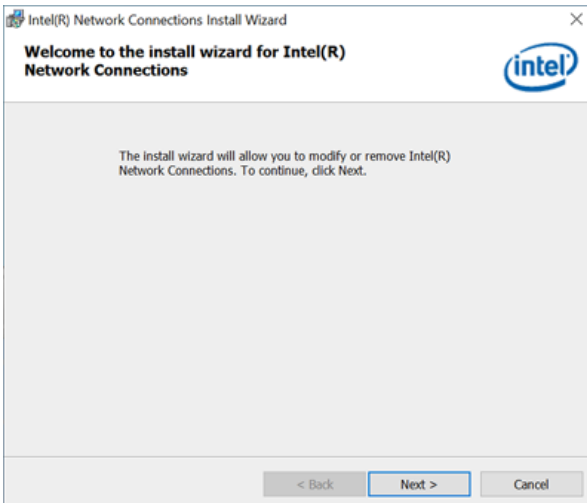 Intel(R) Network Connections Install Wizard
Welcome to the install wizard for Intel(R)
Network Connections
intel
The install wizard will allow you to modify or remove Intel(R)
Network Connections. To continue, click Next.
< Back
Next >
Cancel